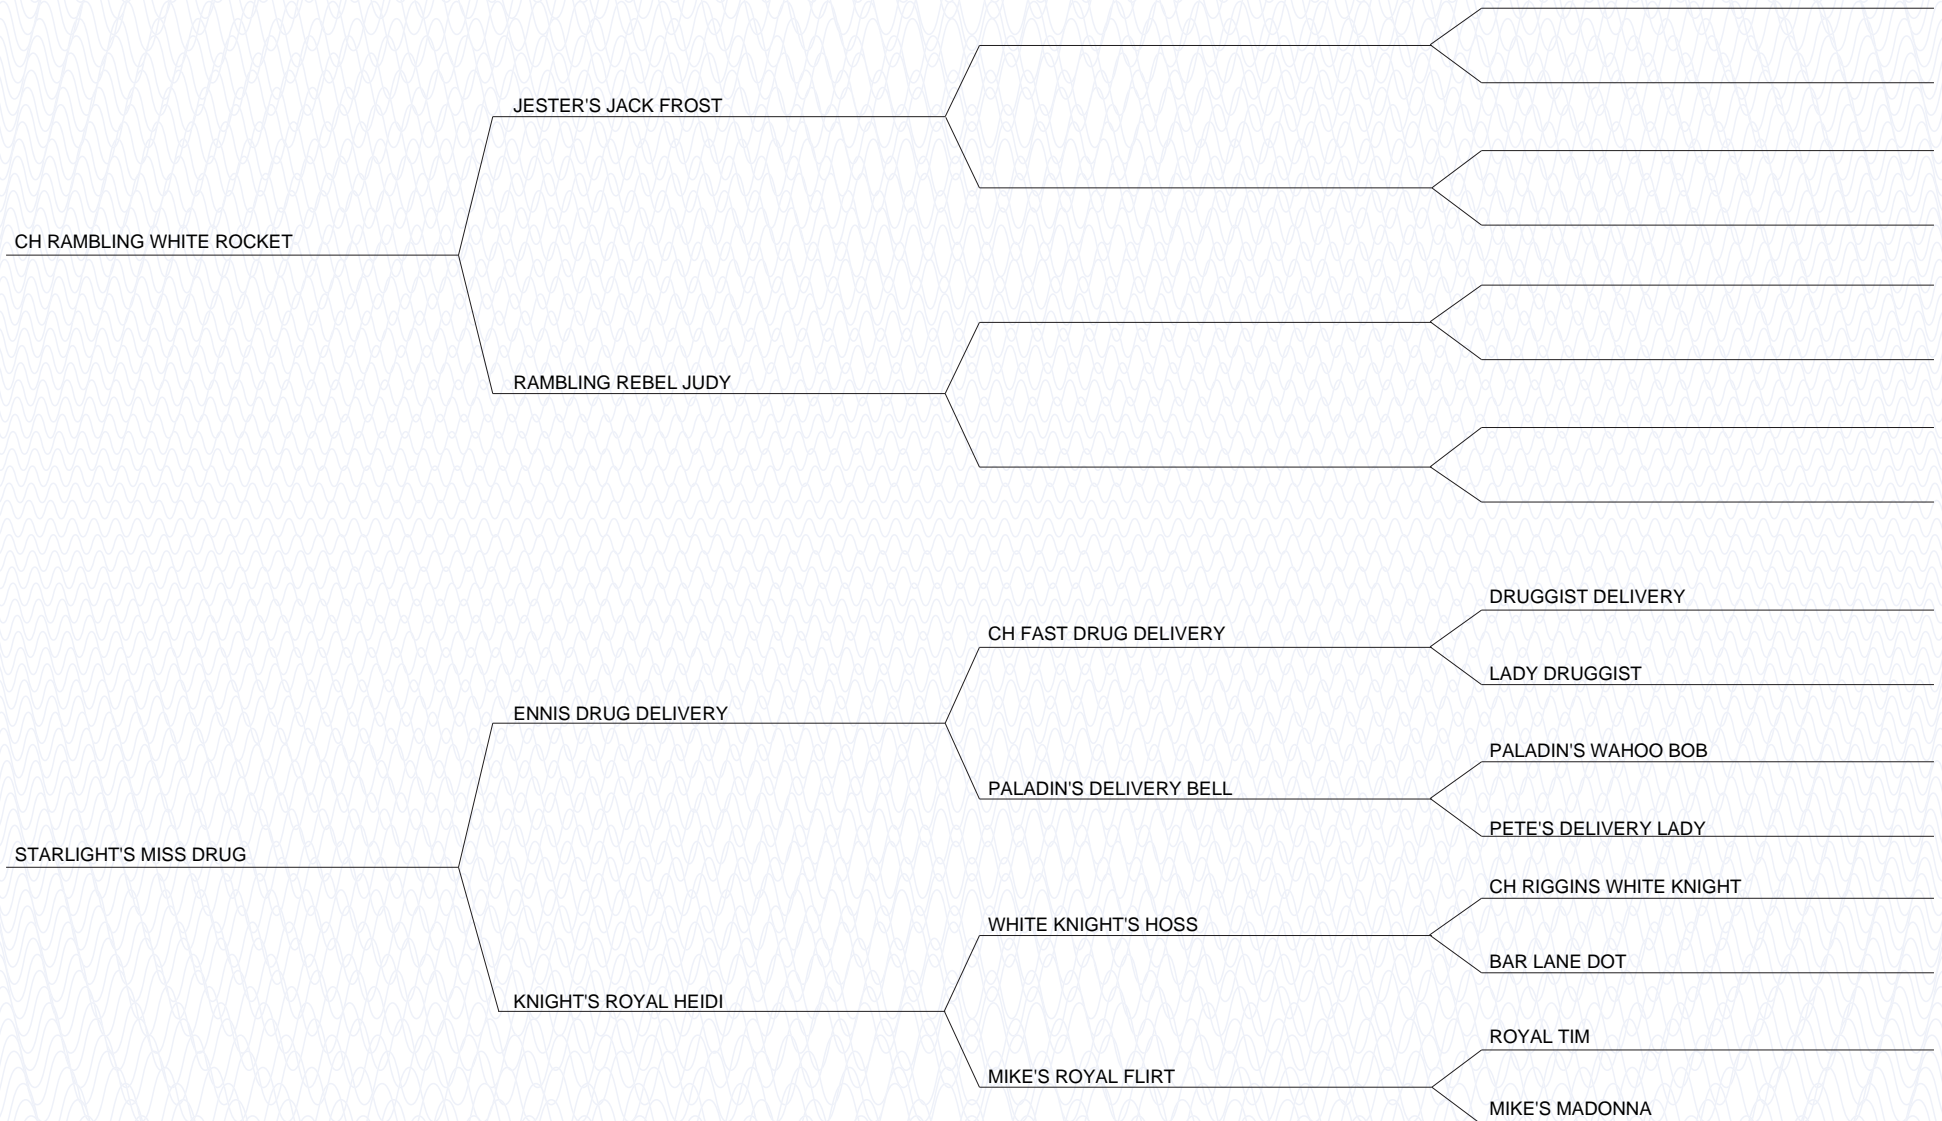 JESTER'S JACK FROST
CH RAMBLING WHITE ROCKET
RAMBLING REBEL JUDY
DRUGGIST DELIVERY
CH FAST DRUG DELIVERY
LADY DRUGGIST
ENNIS DRUG DELIVERY
PALADIN'S WAHOO BOB
PALADIN'S DELIVERY BELL
PETE'S DELIVERY LADY
STARLIGHT'S MISS DRUG
CH RIGGINS WHITE KNIGHT
WHITE KNIGHT'S HOSS
BAR LANE DOT
KNIGHT'S ROYAL HEIDI
ROYAL TIM
MIKE'S ROYAL FLIRT
MIKE'S MADONNA